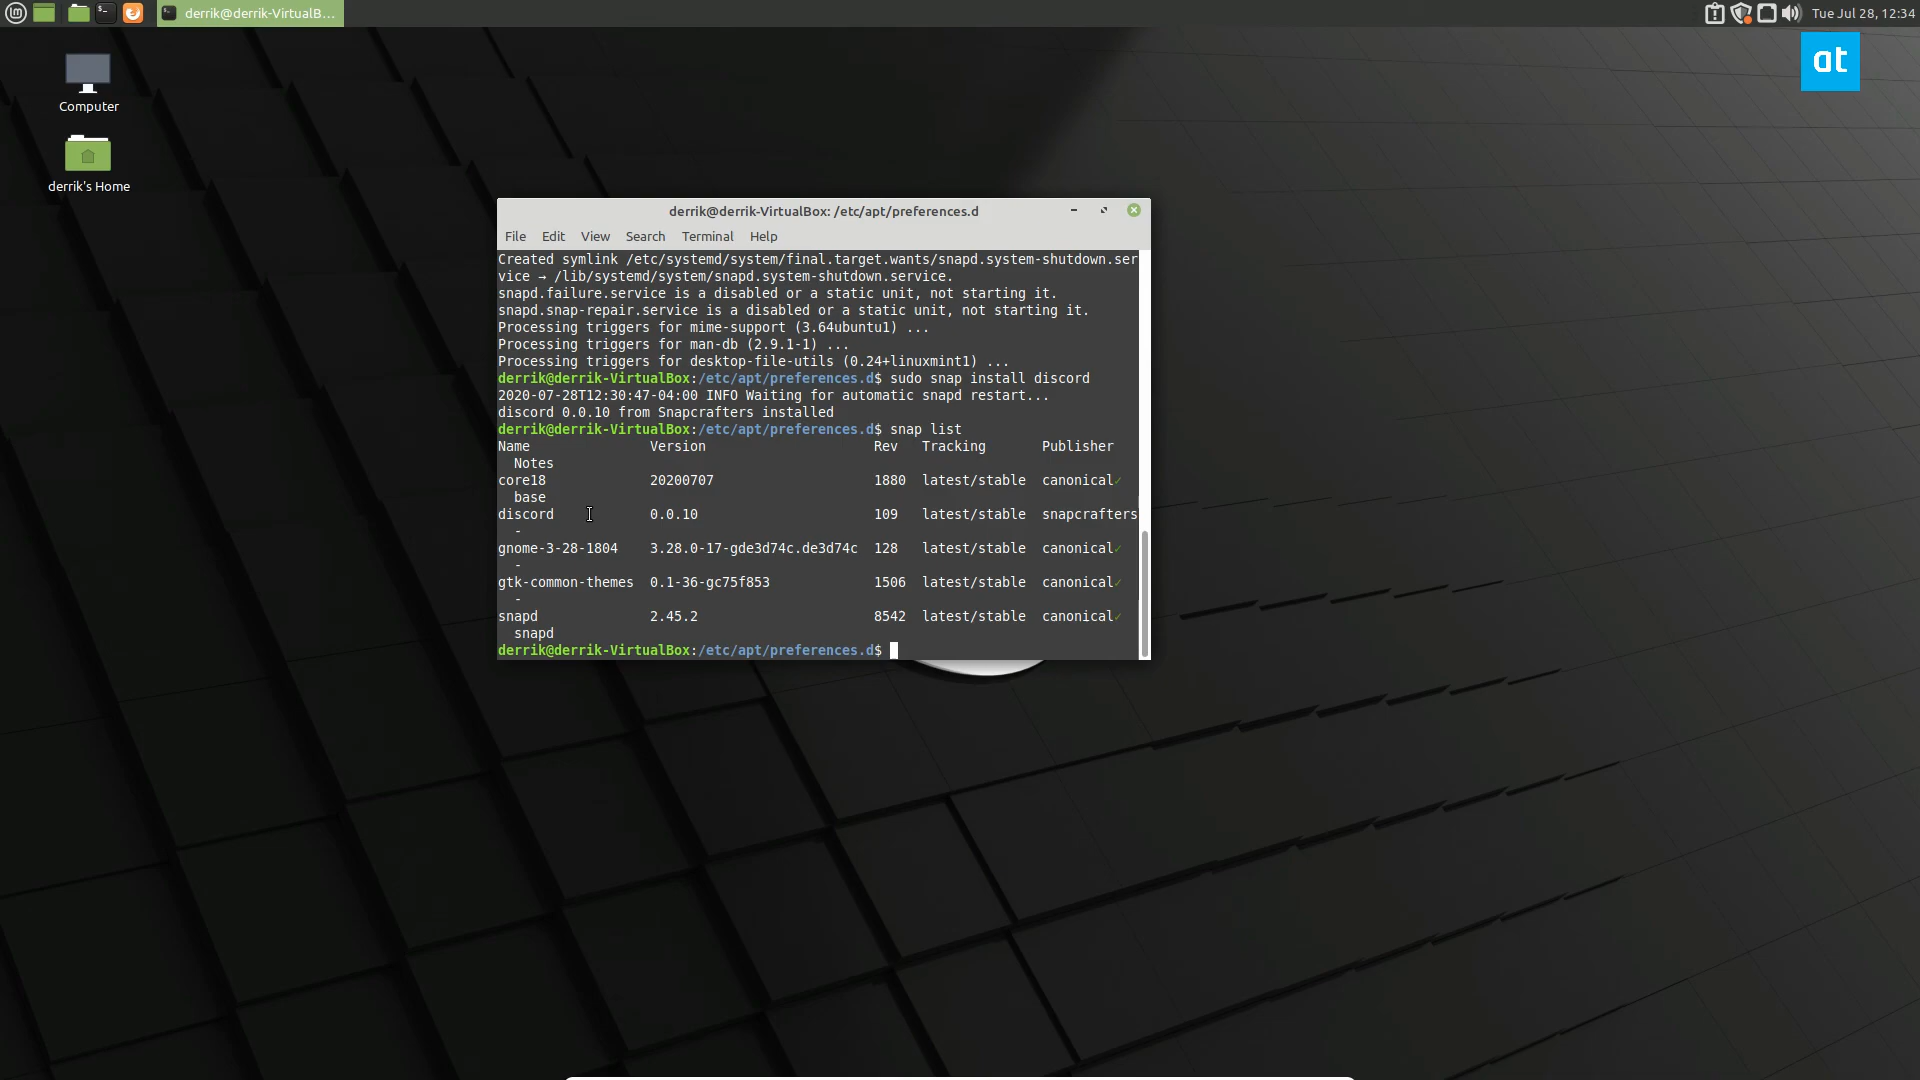 derrik@derrik-VirtualB...
Tue Jul 28, 12:34
at
Computer
derrik's Home
derrik@derrik-VirtualBox: /etc/apt/preferences.d
File Edit View Search Terminal Help
Created symlink /etc/systemd/system/final.target.wants/snapd.system-shutdown.ser
vice → /lib/systemd/system/snapd.system-shutdown.service.
snapd.failure.service is a disabled or a static unit, not starting it.
snapd.snap-repair.service is a disabled or a static unit, not starting it.
Processing triggers for mime-support (3.64ubuntu1) ...
Processing triggers for man-db (2.9.1-1) ...
Processing triggers for desktop-file-utils (0.24+linuxmint1) ...
derrik@derrik-VirtualBox:/etc/apt/preferences.d$ sudo snap install discord
2020-07-28T12:30:47-04:00 INFO Waiting for automatic snapd restart...
discord 0.0.10 from Snapcrafters installed
derrik@derrik-VirtualBox:/etc/apt/preferences.d$ snap list
Name Version Rev Tracking Publisher
Notes
core18 20200707 1880 latest/stable canonical✓
base
discord 0.0.10 109 latest/stable snapcrafters
-
gnome-3-28-1804 3.28.0-17-gde3d74c.de3d74c 128 latest/stable canonical✓
-
gtk-common-themes 0.1-36-gc75f853 1506 latest/stable canonical✓
-
snapd 2.45.2 8542 latest/stable canonical✓
snapd
derrik@derrik-VirtualBox:/etc/apt/preferences.d$